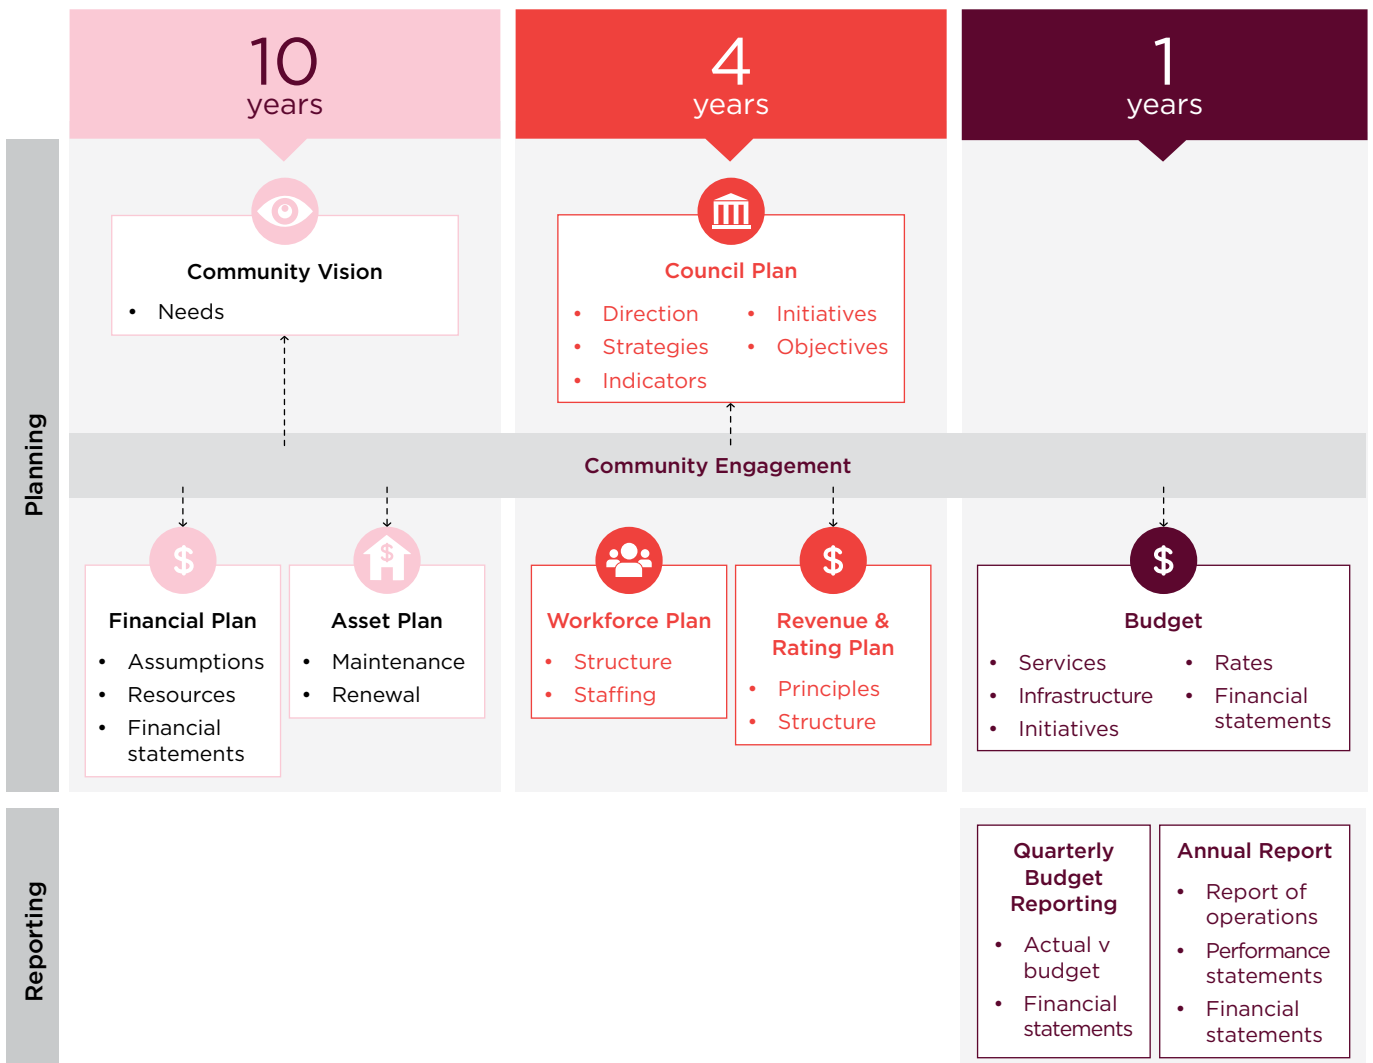 10
years
4
years
1
years
Planning
Community Vision
• Needs
Council Plan
• Direction
• Strategies
• Indicators
• Initiatives
• Objectives
Community Engagement
$
Financial Plan
• Assumptions
• Resources
• Financial
statements
$
Asset Plan
• Maintenance
• Renewal
Workforce Plan
• Structure
• Staffing
$
Revenue &
Rating Plan
• Principles
• Structure
$
Budget
• Services
• Infrastructure
• Initiatives
• Rates
• Financial
statements
Reporting
Quarterly
Budget
Reporting
• Actual v
budget
• Financial
statements
Annual Report
• Report of
operations
• Performance
statements
• Financial
statements